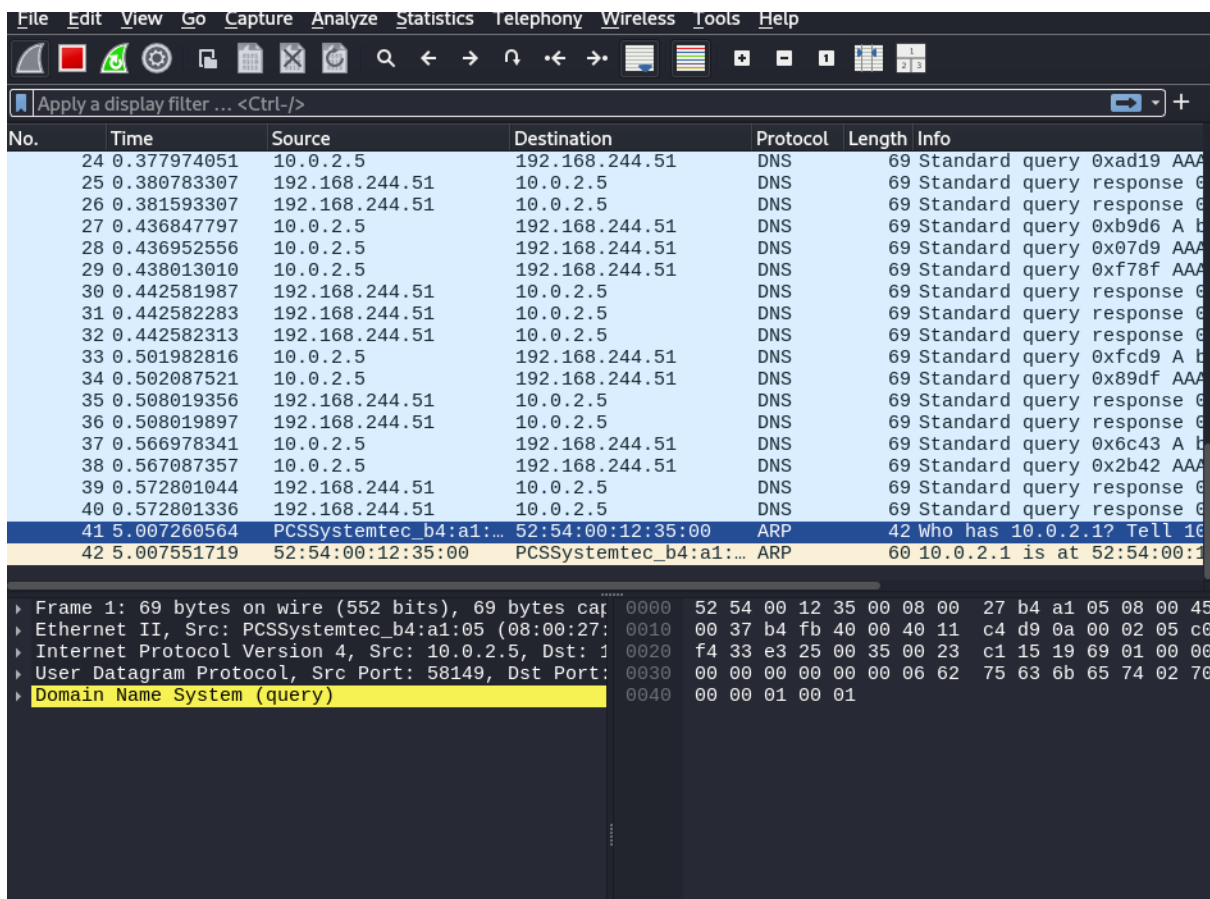 File Edit View Go Capture Analyze Statistics Telephony Wireless Tools Help
Apply a display filter … <Ctrl-/>
No. Time Source Destination Protocol Length Info
24 0.377974051 10.0.2.5 192.168.244.51 DNS 69 Standard query 0xad19 AAA
25 0.380783307 192.168.244.51 10.0.2.5 DNS 69 Standard query response 0
26 0.381593307 192.168.244.51 10.0.2.5 DNS 69 Standard query response 0
27 0.436847797 10.0.2.5 192.168.244.51 DNS 69 Standard query 0xb9d6 A b
28 0.436952556 10.0.2.5 192.168.244.51 DNS 69 Standard query 0x07d9 AAA
29 0.438013010 10.0.2.5 192.168.244.51 DNS 69 Standard query 0xf78f AAA
30 0.442581987 192.168.244.51 10.0.2.5 DNS 69 Standard query response 0
31 0.442582283 192.168.244.51 10.0.2.5 DNS 69 Standard query response 0
32 0.442582313 192.168.244.51 10.0.2.5 DNS 69 Standard query response 0
33 0.501982816 10.0.2.5 192.168.244.51 DNS 69 Standard query 0xfcd9 A b
34 0.502087521 10.0.2.5 192.168.244.51 DNS 69 Standard query 0x89df AAA
35 0.508019356 192.168.244.51 10.0.2.5 DNS 69 Standard query response 0
36 0.508019897 192.168.244.51 10.0.2.5 DNS 69 Standard query response 0
37 0.566978341 10.0.2.5 192.168.244.51 DNS 69 Standard query 0x6c43 A b
38 0.567087357 10.0.2.5 192.168.244.51 DNS 69 Standard query 0x2b42 AAA
39 0.572801044 192.168.244.51 10.0.2.5 DNS 69 Standard query response 0
40 0.572801336 192.168.244.51 10.0.2.5 DNS 69 Standard query response 0
41 5.007260564 PCSSystemtec_b4:a1:… 52:54:00:12:35:00 ARP 42 Who has 10.0.2.1? Tell 10
42 5.007551719 52:54:00:12:35:00 PCSSystemtec_b4:a1:… ARP 60 10.0.2.1 is at 52:54:00:1
Frame 1: 69 bytes on wire (552 bits), 69 bytes cap
Ethernet II, Src: PCSSystemtec_b4:a1:05 (08:00:27:
Internet Protocol Version 4, Src: 10.0.2.5, Dst: 1
User Datagram Protocol, Src Port: 58149, Dst Port:
Domain Name System (query)
0000 52 54 00 12 35 00 08 00 27 b4 a1 05 08 00 45
0010 00 37 b4 fb 40 00 40 11 c4 d9 0a 00 02 05 c0
0020 f4 33 e3 25 00 35 00 23 c1 15 19 69 01 00 00
0030 00 00 00 00 00 00 06 62 75 63 6b 65 74 02 70
0040 00 00 01 00 01